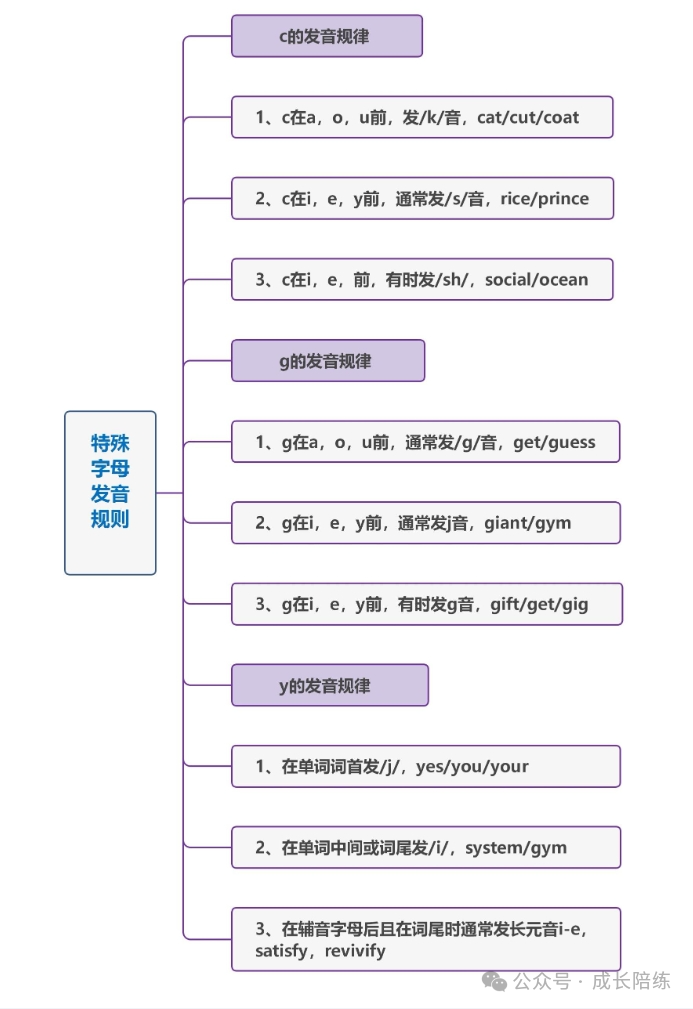 特殊
字母
发音
规则
c的发音规律
1、c在a，o，u前，发/k/音，cat/cut/coat
2、c在i，e，y前，通常发/s/音，rice/prince
3、c在i，e，前，有时发/sh/，social/ocean
g的发音规律
1、g在a，o，u前，通常发/g/音，get/guess
2、g在i，e，y前，通常发j音，giant/gym
3、g在i，e，y前，有时发g音，gift/get/gig
y的发音规律
1、在单词词首发/j/，yes/you/your
2、在单词中间或词尾发/i/，system/gym
3、在辅音字母后且在词尾时通常发长元音i-e，
satisfy，revivify
公众号 · 成长陪练